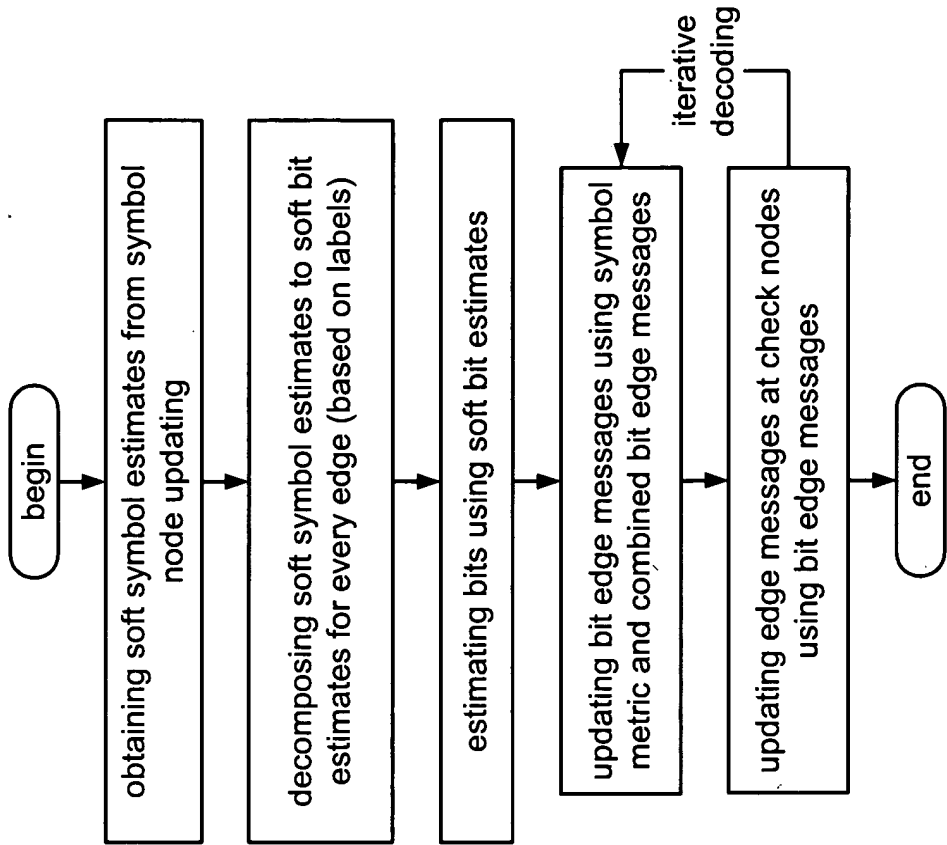 begin
obtaining soft symbol estimates from symbol
node updating
decomposing soft symbol estimates to soft bit
estimates for every edge (based on labels)
estimating bits using soft bit estimates
updating bit edge messages using symbol
metric and combined bit edge messages
iterative
decoding
updating edge messages at check nodes
using bit edge messages
end